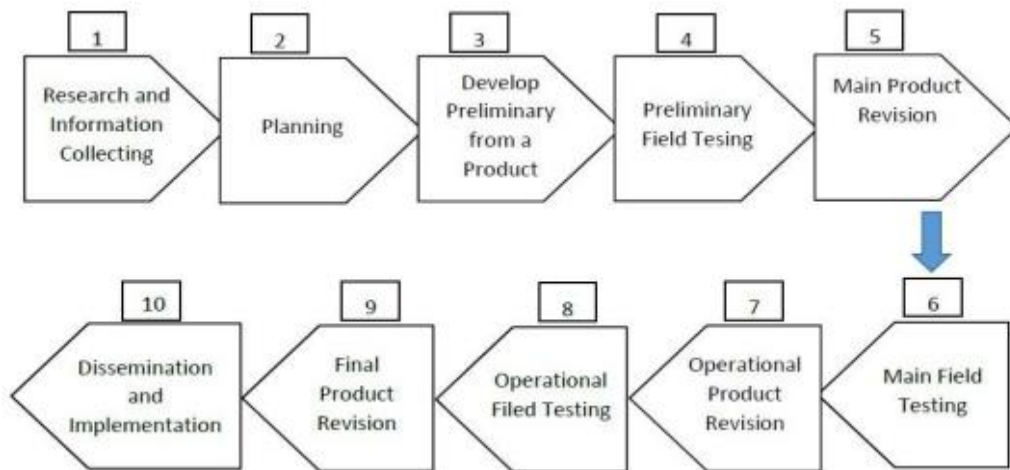 1
Research and
Information
Collecting
2
Planning
3
Develop
Preliminary
from a
Product
4
Preliminary
Field Tesing
5
Main Product
Revision
6
Main Field
Testing
7
Operational
Product
Revision
8
Operational
Filed Testing
9
Final
Product
Revision
10
Dissemination
and
Implementation